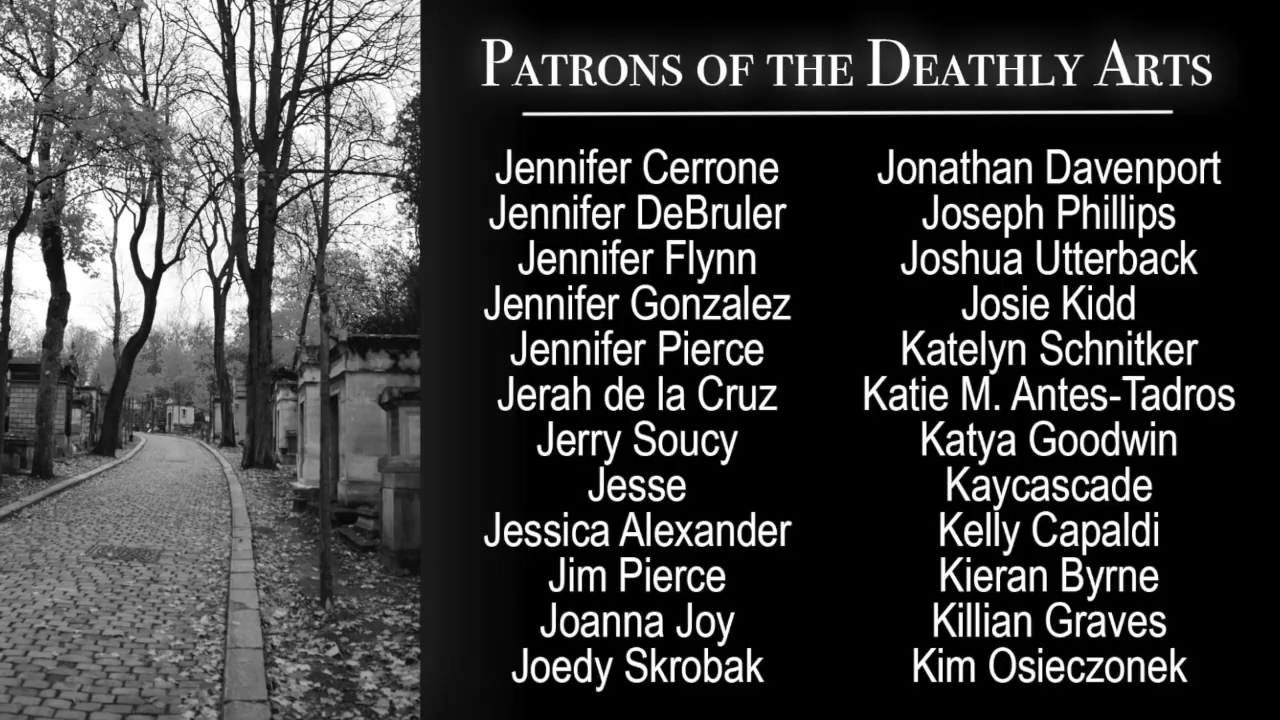 Patrons of the Deathly Arts
Jennifer Cerrone
Jennifer DeBruler
Jennifer Flynn
Jennifer Gonzalez
Jennifer Pierce
Jerah de la Cruz
Jerry Soucy
Jesse
Jessica Alexander
Jim Pierce
Joanna Joy
Joedy Skrobak
Jonathan Davenport
Joseph Phillips
Joshua Utterback
Josie Kidd
Katelyn Schnitker
Katie M. Antes-Tadros
Katya Goodwin
Kaycascade
Kelly Capaldi
Kieran Byrne
Killian Graves
Kim Osieczonek